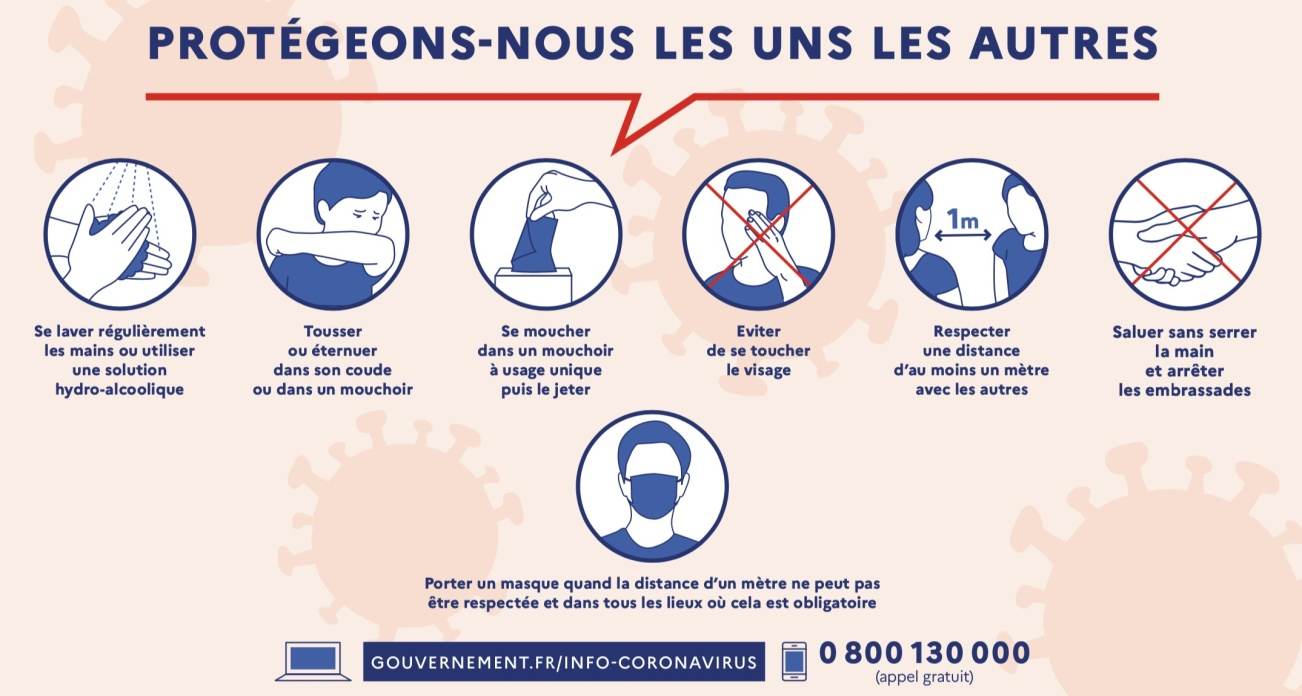 PROTÉGEONS-NOUS LES UNS LES AUTRES
1m
Se laver régulièrement
les mains ou utiliser
une solution
hydro-alcoolique
Tousser
ou éternuer
dans son coude
ou dans un mouchoir
Se moucher
dans un mouchoir
à usage unique
puis le jeter
Eviter
de se toucher
le visage
Respecter
une distance
d'au moins un mètre
avec les autres
Saluer sans serrer
la main
et arrêter
les embrassades
Porter un masque quand la distance d'un mètre ne peut pas
être respectée et dans tous les lieux où cela est obligatoire
GOUVERNEMENT.FR/INFO-CORONAVIRUS
0 800 130 000
(appel gratuit)